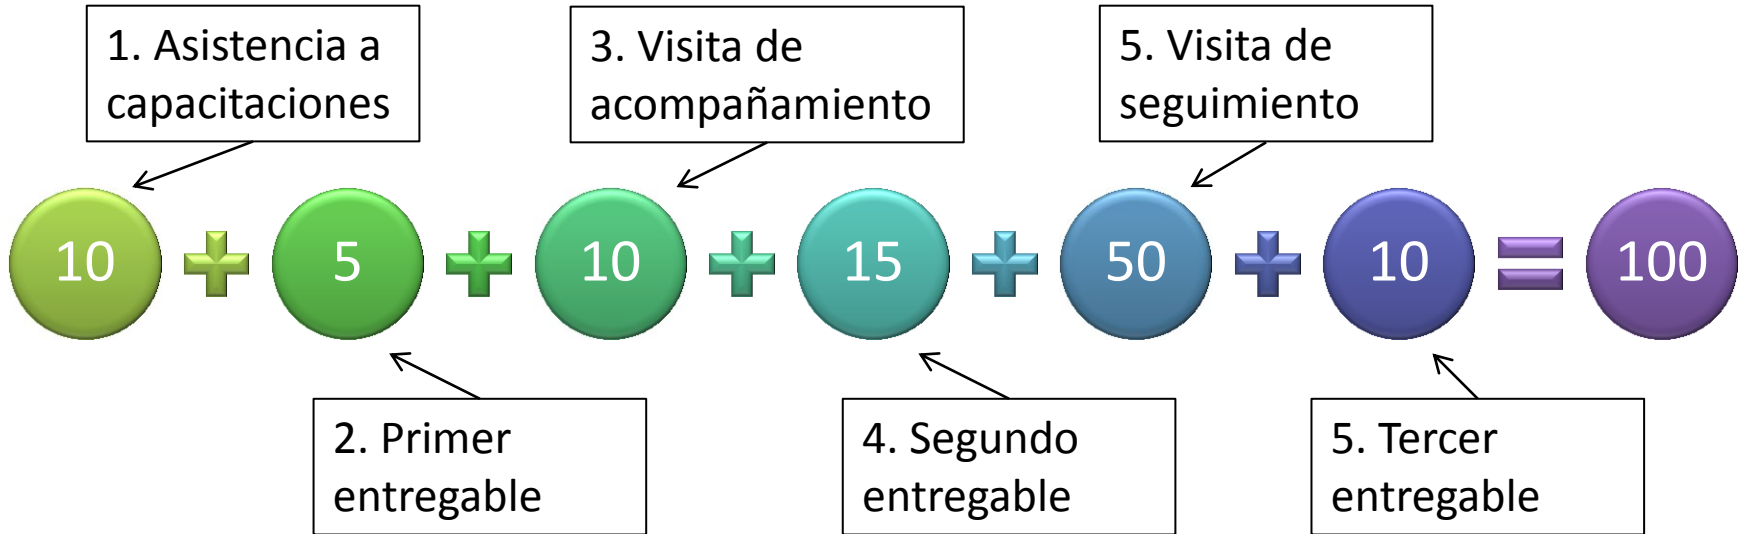 1. Asistencia a
capacitaciones
3. Visita de
acompañamiento
5. Visita de
seguimiento
10 + 5 + 10 + 15 + 50 + 10 = 100
2. Primer
entregable
4. Segundo
entregable
5. Tercer
entregable